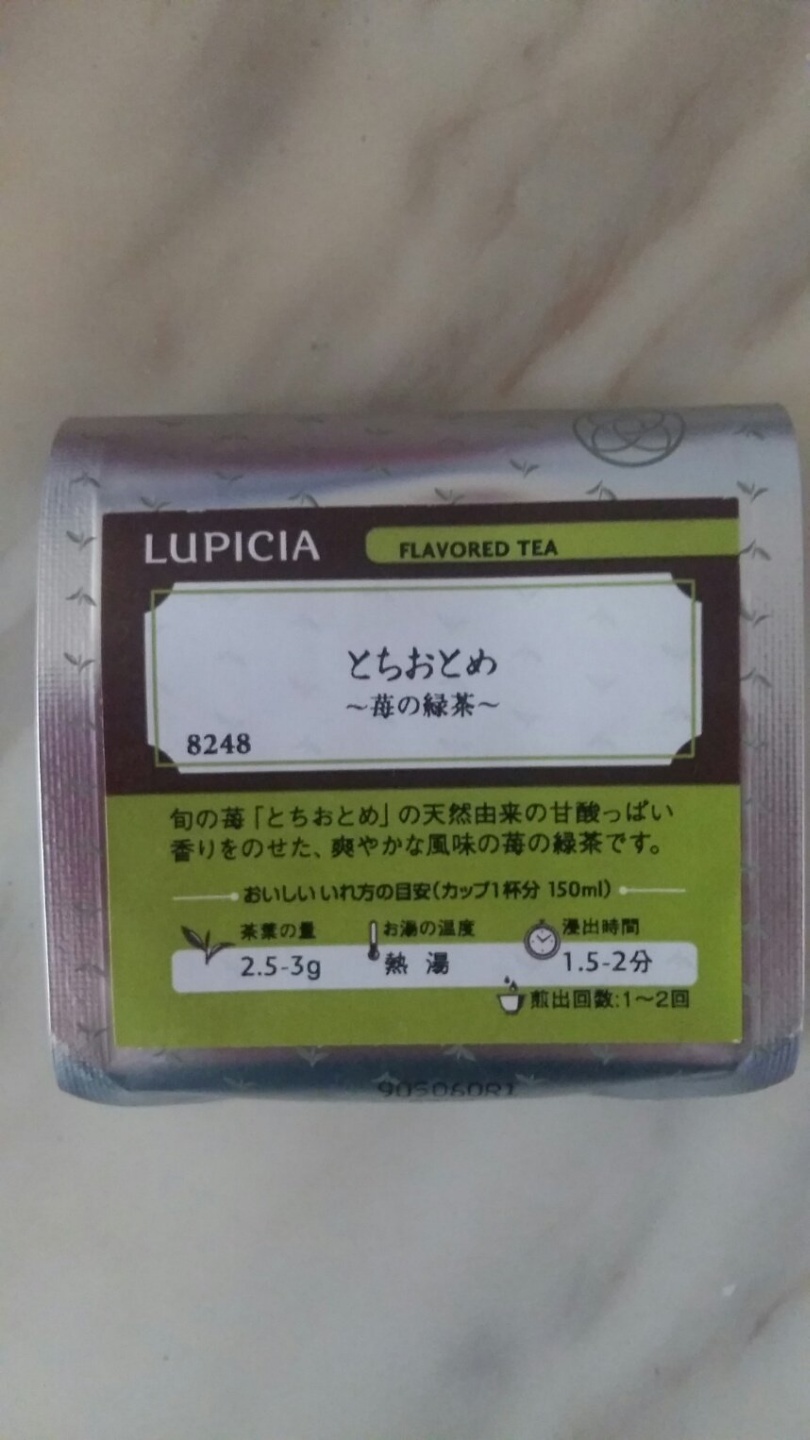 LUPICIA
FLAVORED TEA
とちおとめ
～苺の緑茶～
8248
旬の苺「とちおとめ」の天然由来の甘酸っぱい
香りをのせた、爽やかな風味の苺の緑茶です。
おいしいいれ方の目安(カップ1杯分 150ml)
茶葉の量 お湯の温度 浸出時間
2.5-3g 熱湯 1.5-2分
煎出回数:1～2回